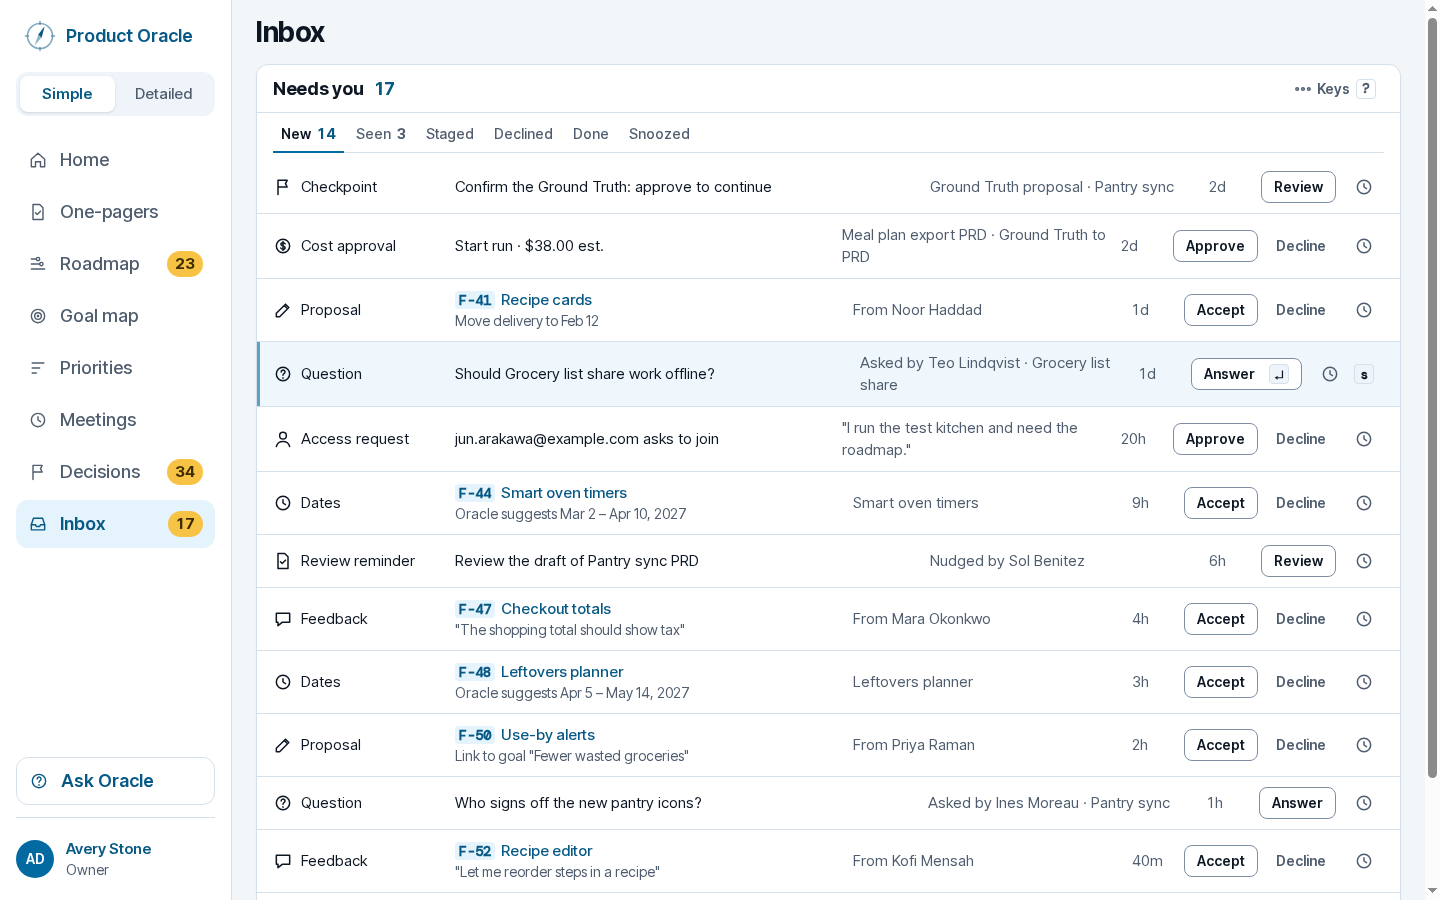 Product Oracle
Simple
Detailed
Home
One-pagers
Roadmap 23
Goal map
Priorities
Meetings
Decisions 34
Inbox 17
Ask Oracle
AD
Avery Stone
Owner
Inbox
Needs you 17
Keys ?
New 14
Seen 3
Staged
Declined
Done
Snoozed
Checkpoint
Confirm the Ground Truth: approve to continue
Ground Truth proposal · Pantry sync
2d
Review
Cost approval
Start run · $38.00 est.
Meal plan export PRD · Ground Truth to
PRD
2d
Approve
Decline
Proposal
F-41 Recipe cards
Move delivery to Feb 12
From Noor Haddad
1d
Accept
Decline
Question
Should Grocery list share work offline?
Asked by Teo Lindqvist · Grocery list
share
1d
Answer ↵
s
Access request
jun.arakawa@example.com asks to join
"I run the test kitchen and need the
roadmap."
20h
Approve
Decline
Dates
F-44 Smart oven timers
Oracle suggests Mar 2 – Apr 10, 2027
Smart oven timers
9h
Accept
Decline
Review reminder
Review the draft of Pantry sync PRD
Nudged by Sol Benitez
6h
Review
Feedback
F-47 Checkout totals
"The shopping total should show tax"
From Mara Okonkwo
4h
Accept
Decline
Dates
F-48 Leftovers planner
Oracle suggests Apr 5 – May 14, 2027
Leftovers planner
3h
Accept
Decline
Proposal
F-50 Use-by alerts
Link to goal "Fewer wasted groceries"
From Priya Raman
2h
Accept
Decline
Question
Who signs off the new pantry icons?
Asked by Ines Moreau · Pantry sync
1h
Answer
Feedback
F-52 Recipe editor
"Let me reorder steps in a recipe"
From Kofi Mensah
40m
Accept
Decline